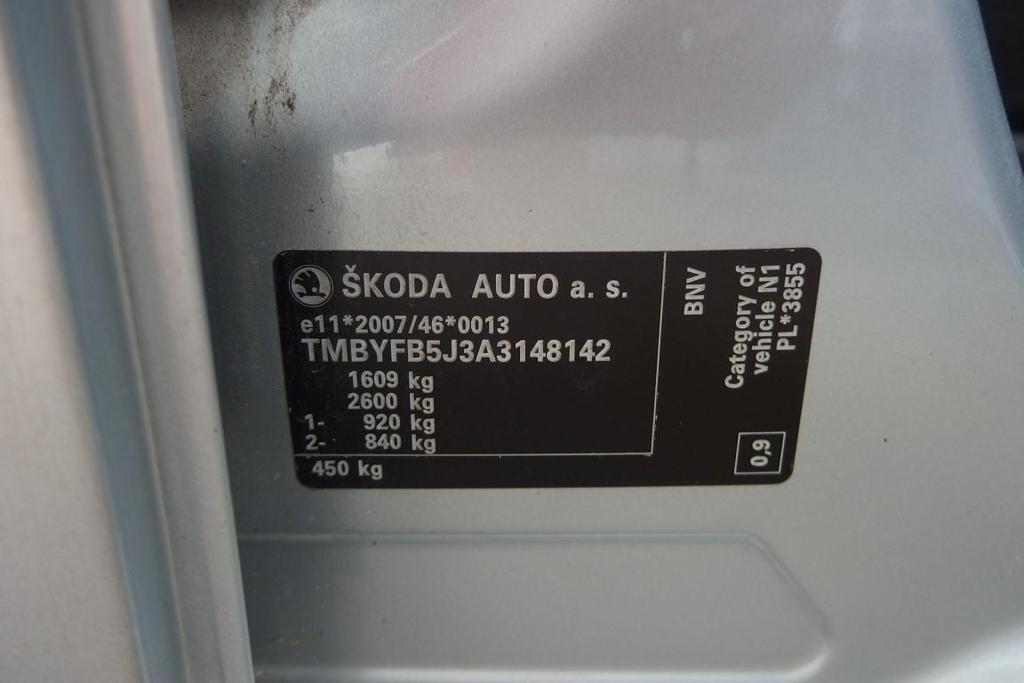 ŠKODA AUTO a. s.
e11*2007/46*0013
TMBYFB5J3A3148142
1609 kg
2600 kg
1- 920 kg
2- 840 kg
450 kg
BNV
Category of
vehicle N1
PL*3855
0,9